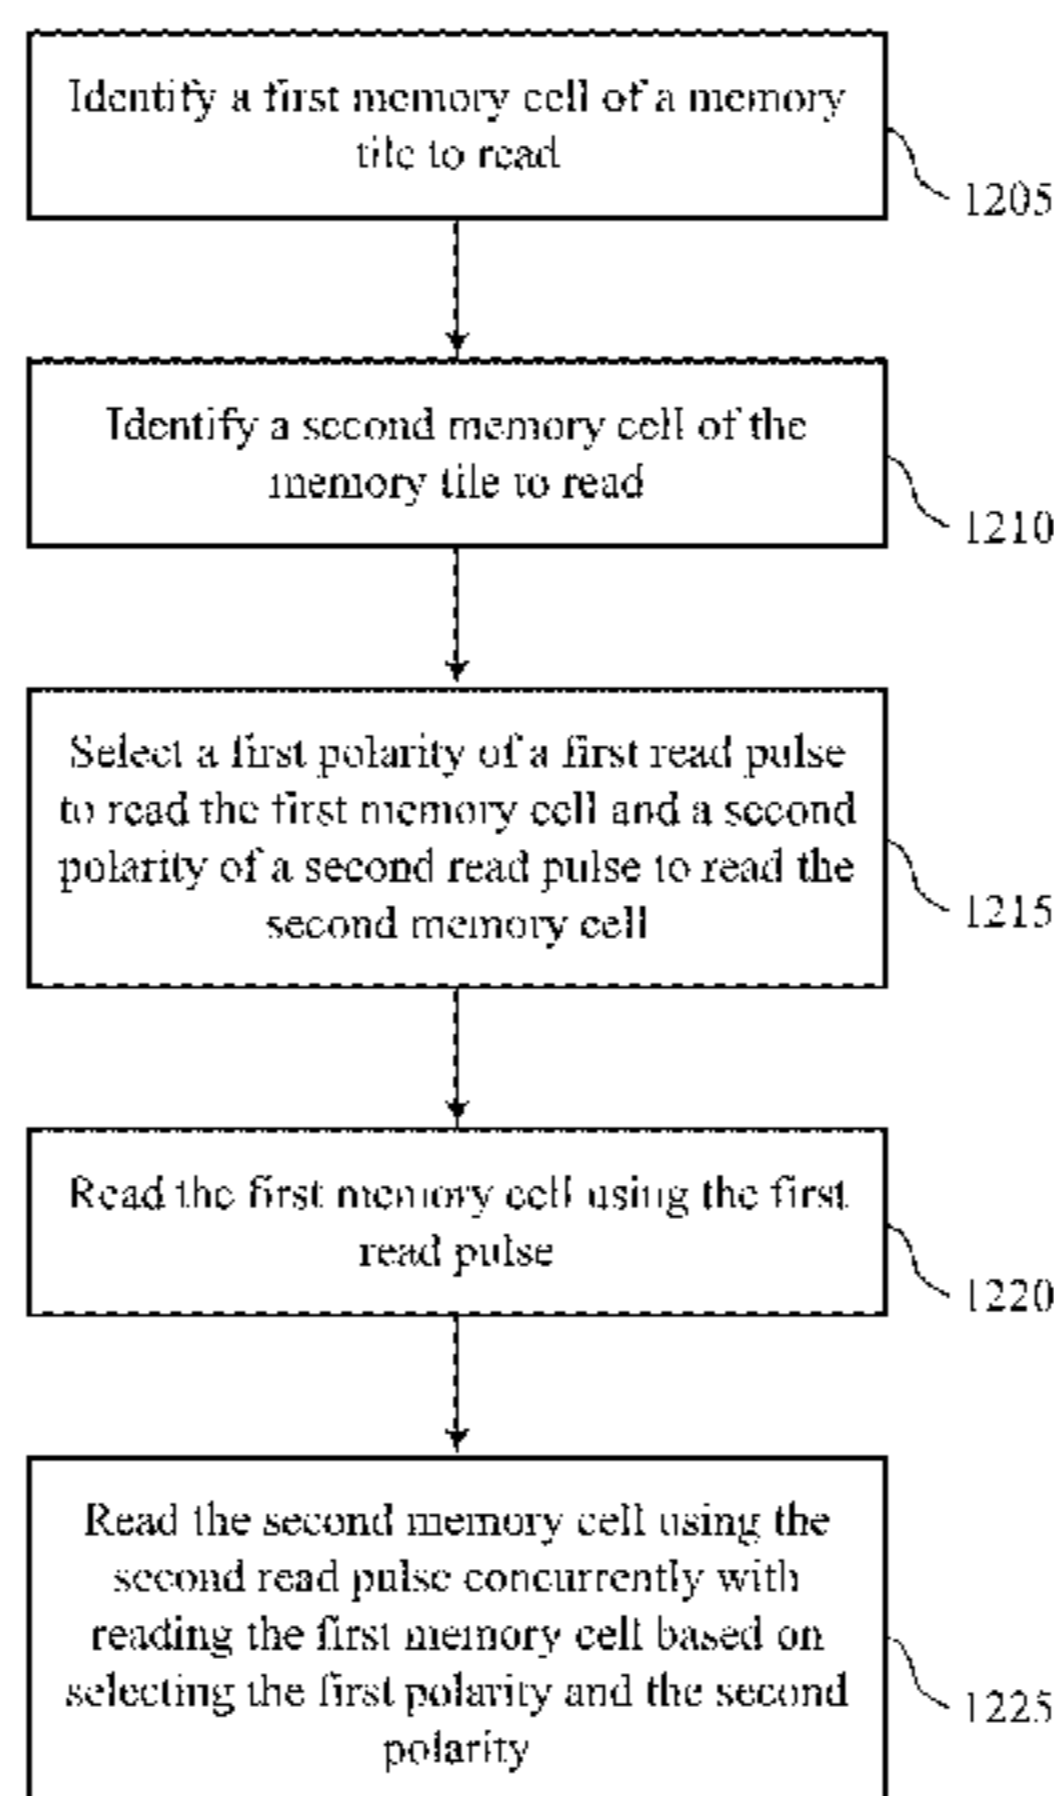 Identify a first memory cell of a memory
tile to read
1205
Identify a second memory cell of the
memory tile to read
1210
Select a first polarity of a first read pulse
to read the first memory cell and a second
polarity of a second read pulse to read the
second memory cell
1215
Read the first memory cell using the first
read pulse
1220
Read the second memory cell using the
second read pulse concurrently with
reading the first memory cell based on
selecting the first polarity and the second
polarity
1225